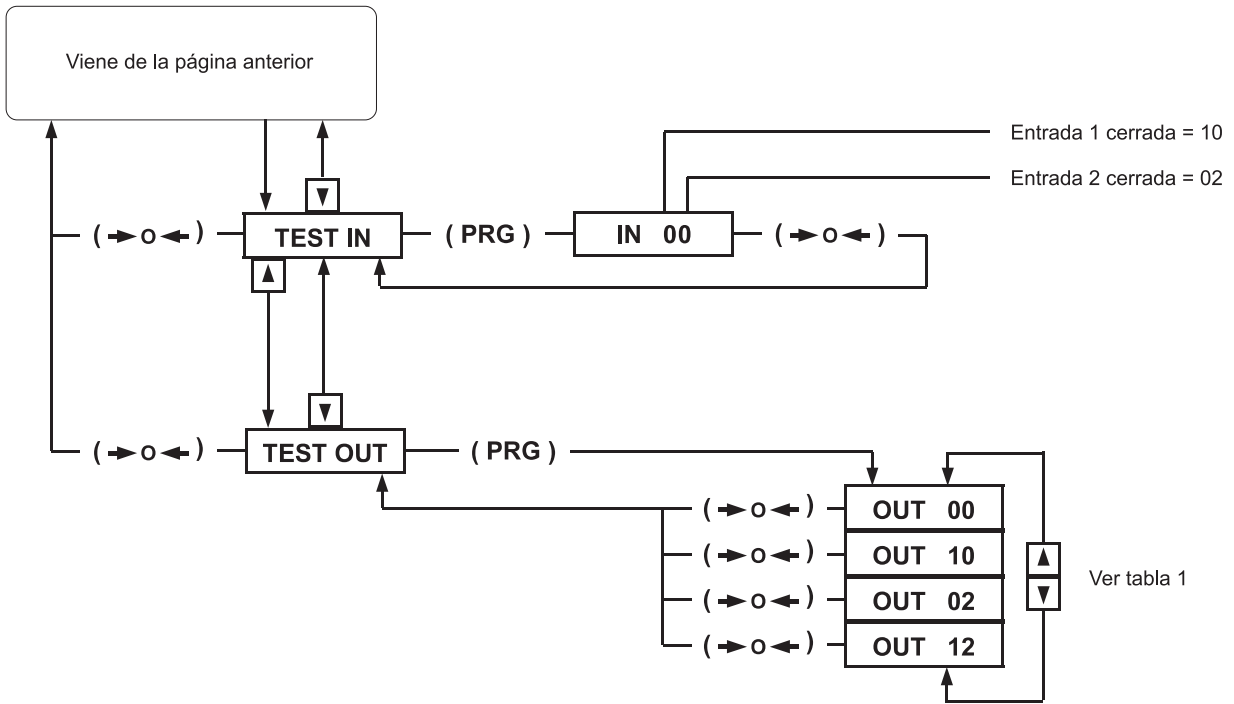 Viene de la página anterior
Entrada 1 cerrada = 10
Entrada 2 cerrada = 02
( → o ← ) TEST IN ( PRG ) IN 00 ( → o ← )
( → o ← ) TEST OUT ( PRG )
( → o ← ) OUT 00
( → o ← ) OUT 10
Ver tabla 1
( → o ← ) OUT 02
( → o ← ) OUT 12